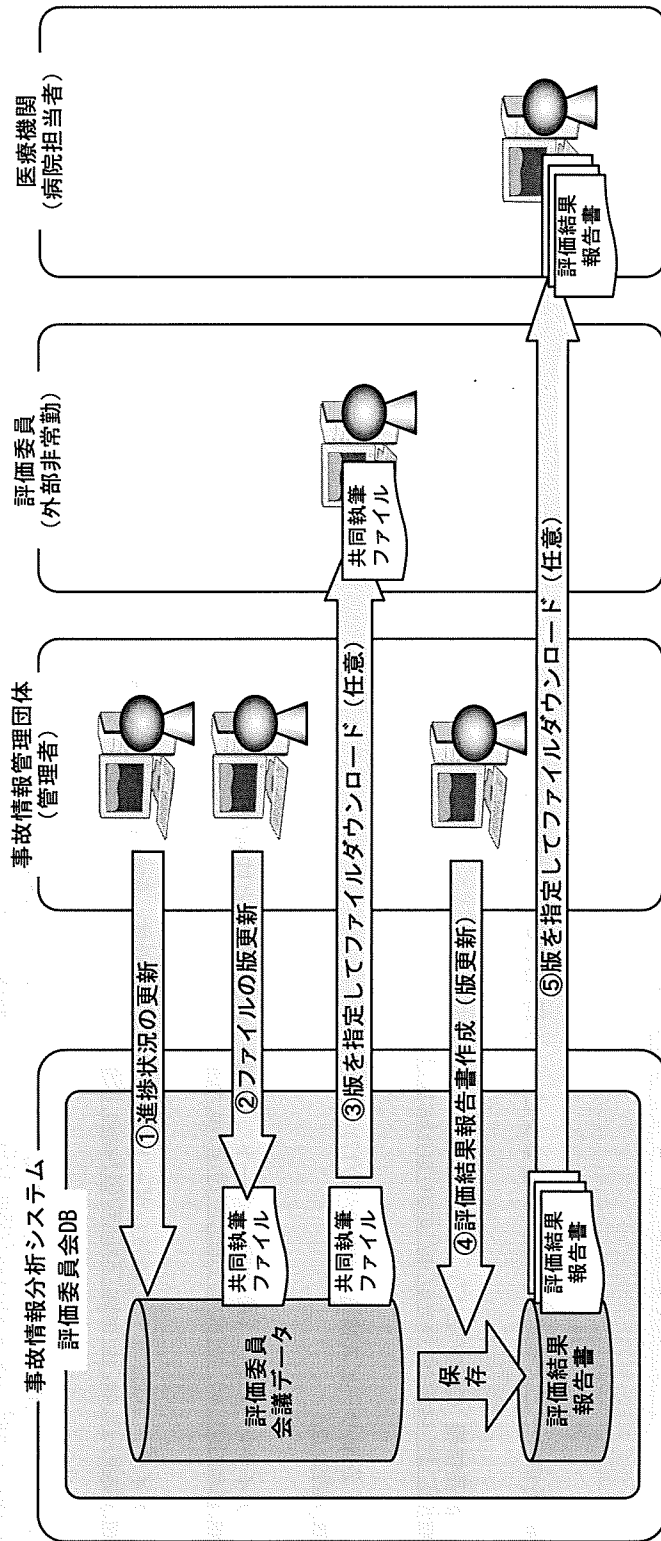 事故情報分析システム
評価委員会DB
事故情報管理団体
（管理者）
評価委員
（外部非常勤）
医療機関
（病院担当者）
①進捗状況の更新
②ファイルの版更新
共同執筆
ファイル
評価委員
会議データ
共同執筆
ファイル
③版を指定してファイルダウンロード（任意）
共同執筆
ファイル
④評価結果報告書作成（版更新）
保存
評価結果
報告書
評価結果
報告書
⑤版を指定してファイルダウンロード（任意）
評価結果
報告書